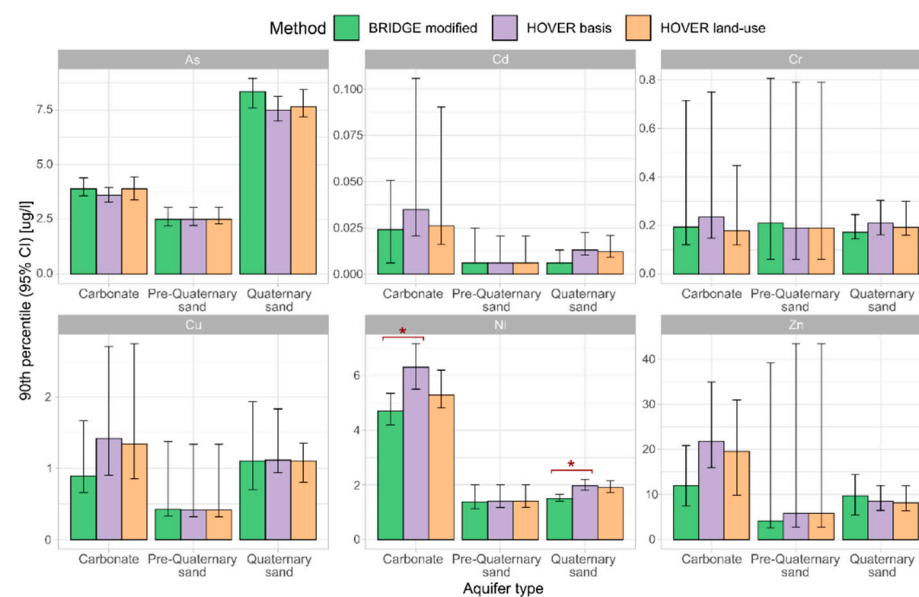 Method BRIDGE modified HOVER basis HOVER land-use
90th percentile (95% CI) [ug/l]
As
7.5
5.0
2.5
0.0
Carbonate Pre-Quaternary sand Quaternary sand
Cd
0.100
0.075
0.050
0.025
0.000
Carbonate Pre-Quaternary sand Quaternary sand
Cr
0.8
0.6
0.4
0.2
0.0
Carbonate Pre-Quaternary sand Quaternary sand
Cu
2
1
0
Carbonate Pre-Quaternary sand Quaternary sand
Ni
*
*
6
4
2
0
Carbonate Pre-Quaternary sand Quaternary sand
Zn
40
30
20
10
0
Carbonate Pre-Quaternary sand Quaternary sand
Aquifer type